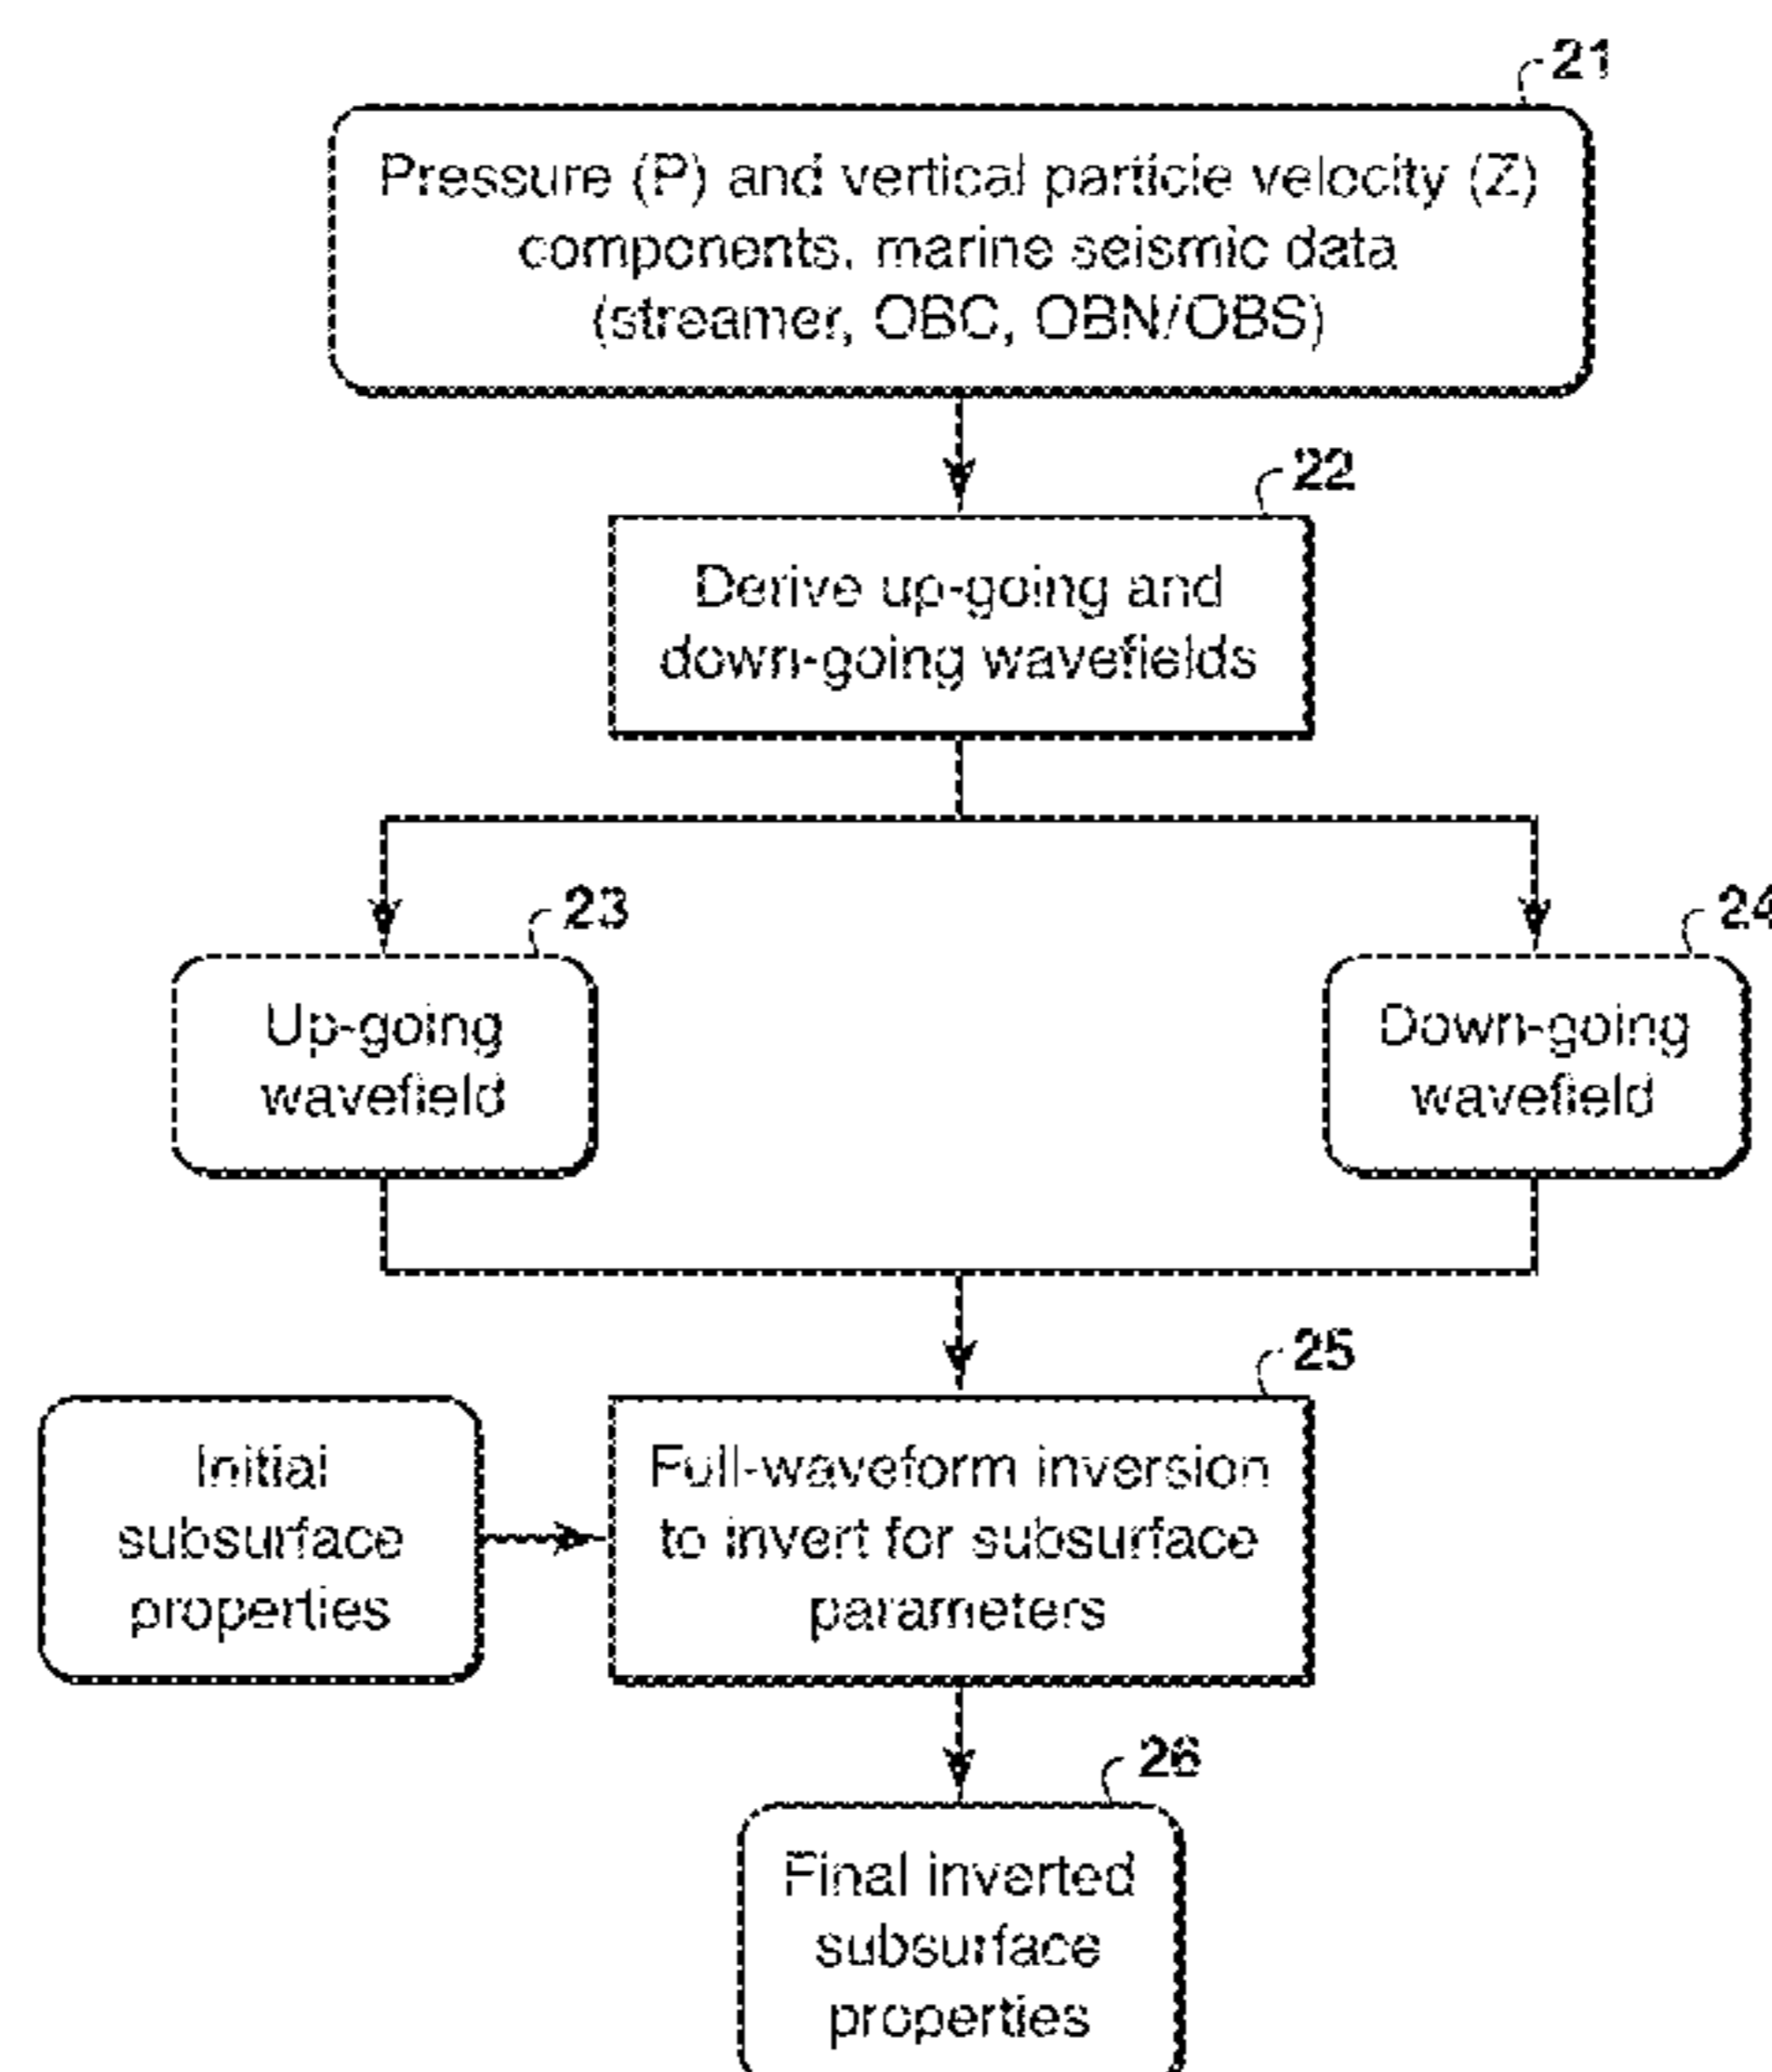 21
Pressure (P) and vertical particle velocity (Z)
components, marine seismic data
(streamer, OBC, OBN/OBS)
22
Derive up-going and
down-going wavefields
23
24
Up-going
wavefield
Down-going
wavefield
25
Initial
subsurface
properties
Full-waveform inversion
to invert for subsurface
parameters
26
Final inverted
subsurface
properties